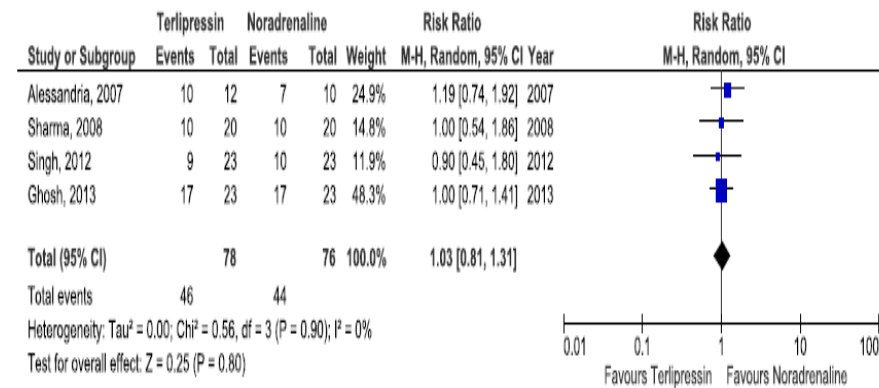 Terlipressin Noradrenaline Risk Ratio Risk Ratio
Study or Subgroup Events Total Events Total Weight M-H, Random, 95% CI Year M-H, Random, 95% CI
Alessandria, 2007 10 12 7 10 24.9% 1.19 [0.74, 1.92] 2007
Sharma, 2008 10 20 10 20 14.8% 1.00 [0.54, 1.86] 2008
Singh, 2012 9 23 10 23 11.9% 0.90 [0.45, 1.80] 2012
Ghosh, 2013 17 23 17 23 48.3% 1.00 [0.71, 1.41] 2013
Total (95% CI) 78 76 100.0% 1.03 [0.81, 1.31]
Total events 46 44
Heterogeneity: Tau² = 0.00; Chi² = 0.56, df = 3 (P = 0.90); I² = 0%
Test for overall effect: Z = 0.25 (P = 0.80)
0.01 0.1 1 10 100
Favours Terlipressin Favours Noradrenaline